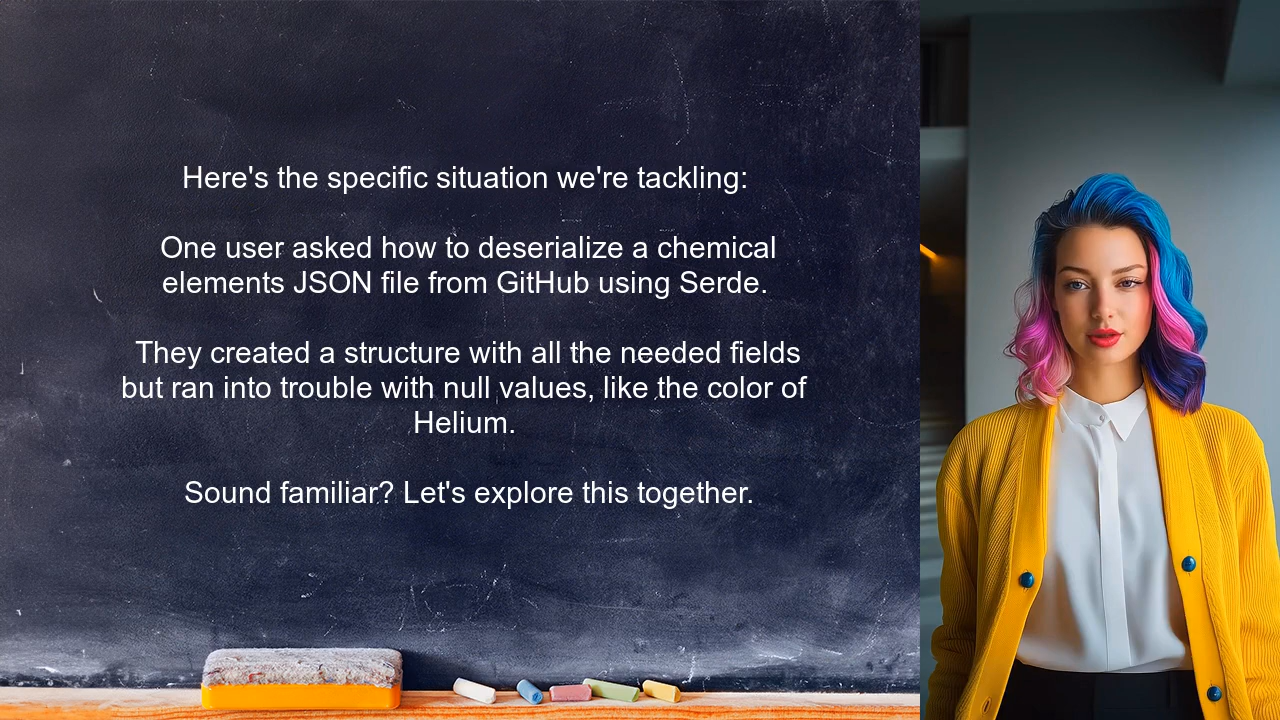 Here's the specific situation we're tackling:
One user asked how to deserialize a chemical
elements JSON file from GitHub using Serde.
They created a structure with all the needed fields
but ran into trouble with null values, like the color of
Helium.
Sound familiar? Let's explore this together.